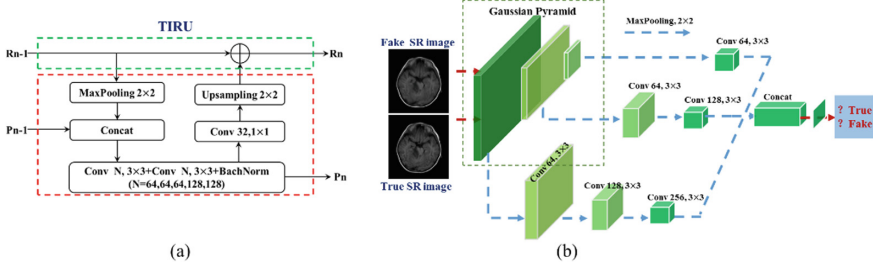 TIRU
Rn-1
Rn
MaxPooling 2×2
Upsampling 2×2
Pn-1
Concat
Conv 32,1×1
Conv N, 3×3+Conv N, 3×3+BachNorm
(N=64,64,64,128,128)
Pn
(a)
Gaussian Pyramid
Fake SR image
True SR image
MaxPooling, 2×2
Conv 64, 3×3
Conv 64, 3×3
Conv 128, 3×3
Concat
? True
? Fake
Conv 64, 3×3
Conv 128, 3×3
Conv 256, 3×3
(b)